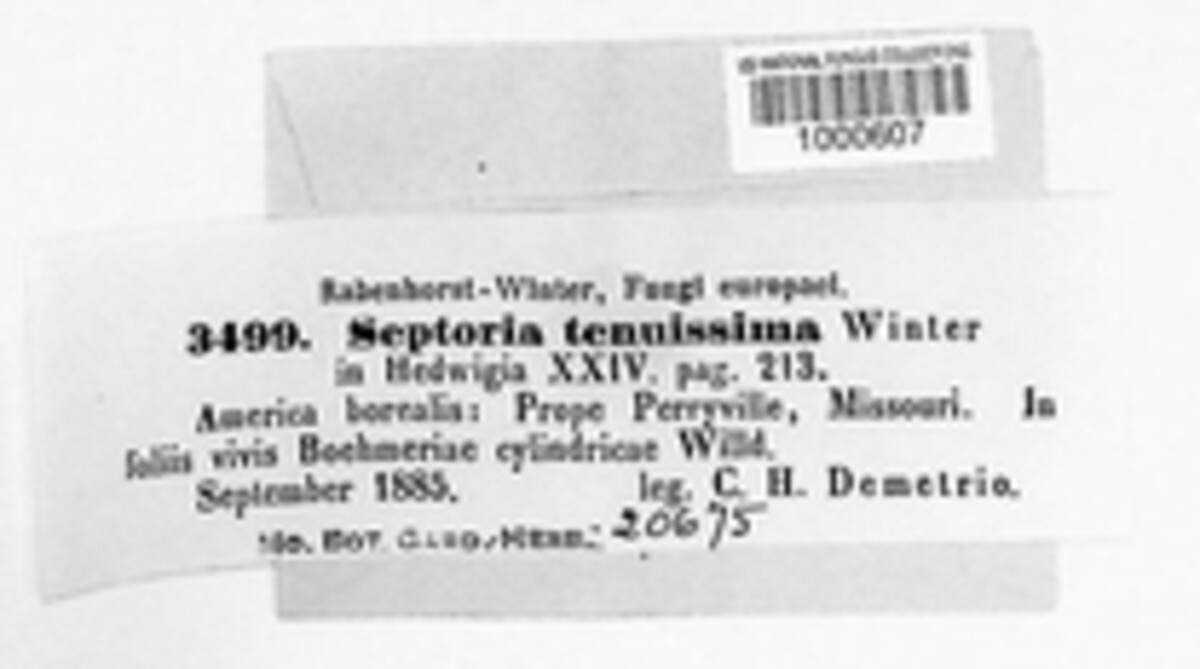 US NATIONAL FUNGUS COLLECTIONS
1000607
Rabenhorst-Winter, Fungi europaei.
3499. Septoria tenuissima Winter
in Hedwigia XXIV. pag. 213.
America borealis: Prope Perryville, Missouri. In
foliis vivis Boehmeriae cylindricae Willd.
September 1885. leg. C. H. Demetrio.
Mo. Bot. Gard. Herb. 20675